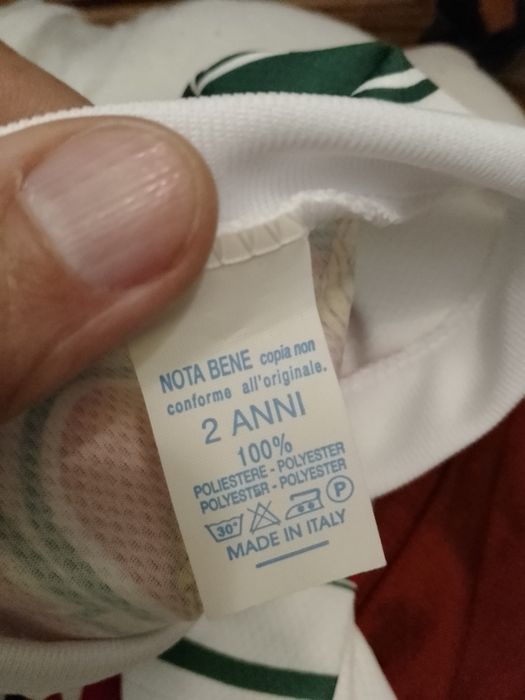 NOTA BENE copia non
conforme all'originale.
2 ANNI
100%
POLIESTERE - POLYESTER
POLYESTER - POLYESTER
30° P
MADE IN ITALY